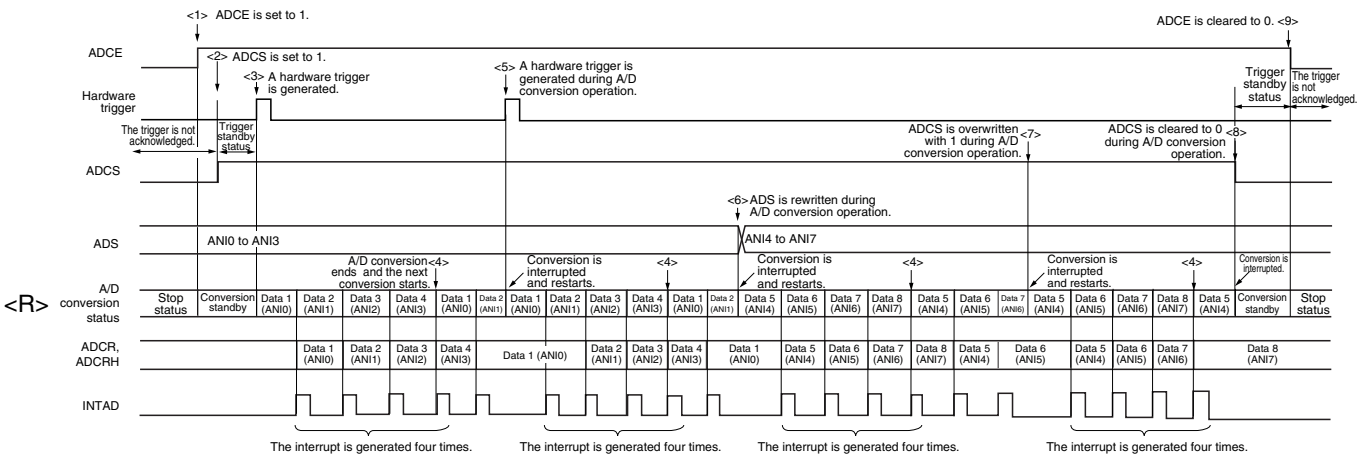 <1> ADCE is set to 1.
ADCE is cleared to 0. <9>
ADCE
<2> ADCS is set to 1.
<3> A hardware trigger
is generated.
<5> A hardware trigger is
generated during A/D
conversion operation.
Trigger
standby
status
The trigger
is not
acknowledged.
Hardware
trigger
The trigger is not
acknowledged.
Trigger
standby
status
ADCS is overwritten
with 1 during A/D
conversion operation.
<7>
ADCS is cleared to 0
during A/D conversion
operation.
<8>
ADCS
<6> ADS is rewritten during
A/D conversion operation.
ADS
ANI0 to ANI3
ANI4 to ANI7
A/D conversion
ends and the next
conversion starts.
<4>
Conversion is
interrupted
and restarts.
<4>
Conversion is
interrupted
and restarts.
<4>
Conversion is
interrupted
and restarts.
<4>
Conversion is
interrupted.
<R>
A/D
conversion
status
Stop
status
Conversion
standby
Data 1
(ANI0)
Data 2
(ANI1)
Data 3
(ANI2)
Data 4
(ANI3)
Data 1
(ANI0)
Data 2
(ANI1)
Data 1
(ANI0)
Data 2
(ANI1)
Data 3
(ANI2)
Data 4
(ANI3)
Data 1
(ANI0)
Data 2
(ANI1)
Data 5
(ANI4)
Data 6
(ANI5)
Data 7
(ANI6)
Data 8
(ANI7)
Data 5
(ANI4)
Data 6
(ANI5)
Data 7
(ANI6)
Data 5
(ANI4)
Data 6
(ANI5)
Data 7
(ANI6)
Data 8
(ANI7)
Data 5
(ANI4)
Conversion
standby
Stop
status
ADCR,
ADCRH
Data 1
(ANI0)
Data 2
(ANI1)
Data 3
(ANI2)
Data 4
(ANI3)
Data 1 (ANI0)
Data 2
(ANI1)
Data 3
(ANI2)
Data 4
(ANI3)
Data 1
(ANI0)
Data 5
(ANI4)
Data 6
(ANI5)
Data 7
(ANI6)
Data 8
(ANI7)
Data 5
(ANI4)
Data 6
(ANI5)
Data 5
(ANI4)
Data 6
(ANI5)
Data 7
(ANI6)
Data 8
(ANI7)
INTAD
The interrupt is generated four times.
The interrupt is generated four times.
The interrupt is generated four times.
The interrupt is generated four times.